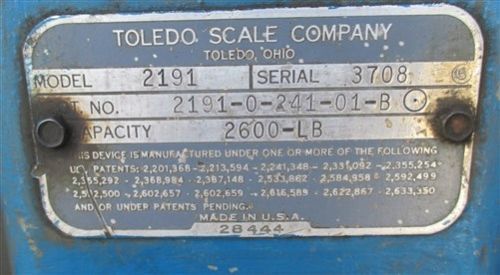 TOLEDO SCALE COMPANY
TOLEDO, OHIO
MODEL 2191 SERIAL 3708
T. NO. 2191-0-241-01-B
CAPACITY 2600-LB
THIS DEVICE IS MANUFACTURED UNDER ONE OR MORE OF THE FOLLOWING
U.S. PATENTS: 2,201,366 - 2,213,594 - 2,241,348 - 2,331,092 - 2,355,254
2,355,292 - 2,368,984 - 2,387,148 - 2,533,862 - 2,584,958 - 2,592,499
2,512,500 - 2,602,657 - 2,602,659 - 2,616,589 - 2,622,867 - 2,633,350
AND/OR UNDER PATENTS PENDING.
MADE IN U.S.A.
28444